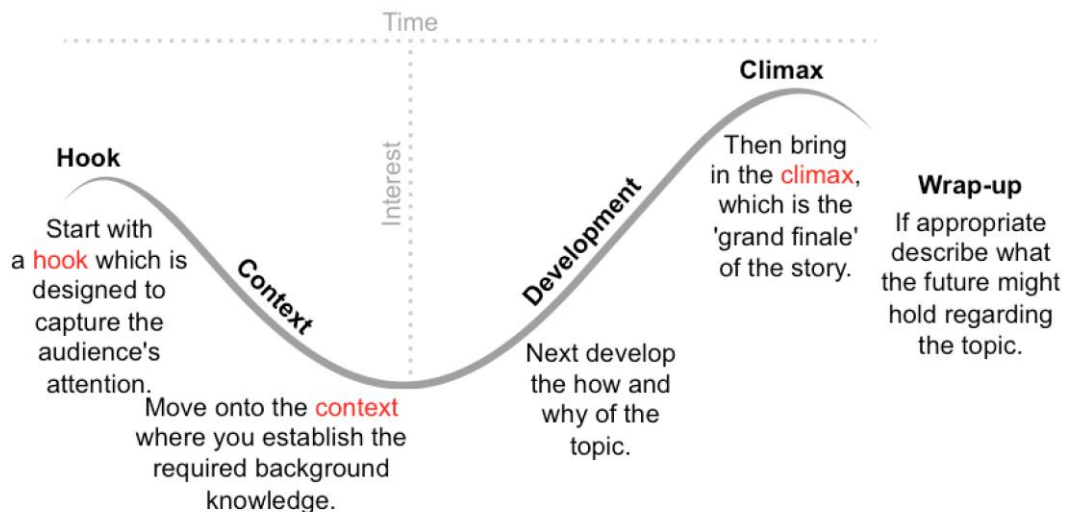 Time
Interest
Hook
Start with
a hook which is
designed to
capture the
audience's
attention.
Context
Move onto the context
where you establish the
required background
knowledge.
Development
Next develop
the how and
why of the
topic.
Climax
Then bring
in the climax,
which is the
'grand finale'
of the story.
Wrap-up
If appropriate
describe what
the future might
hold regarding
the topic.